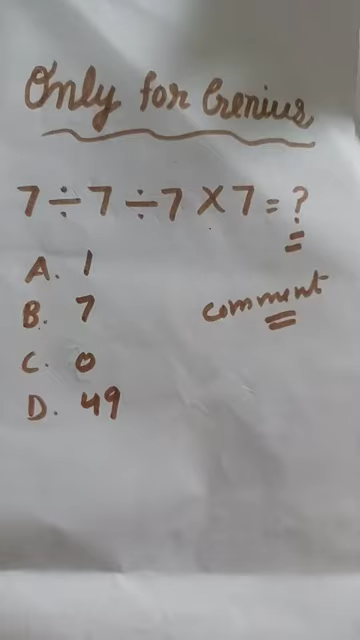 Only for Genius
7 ÷ 7 ÷ 7 × 7 = ?
A. 1
B. 7
comment
C. 0
D. 49